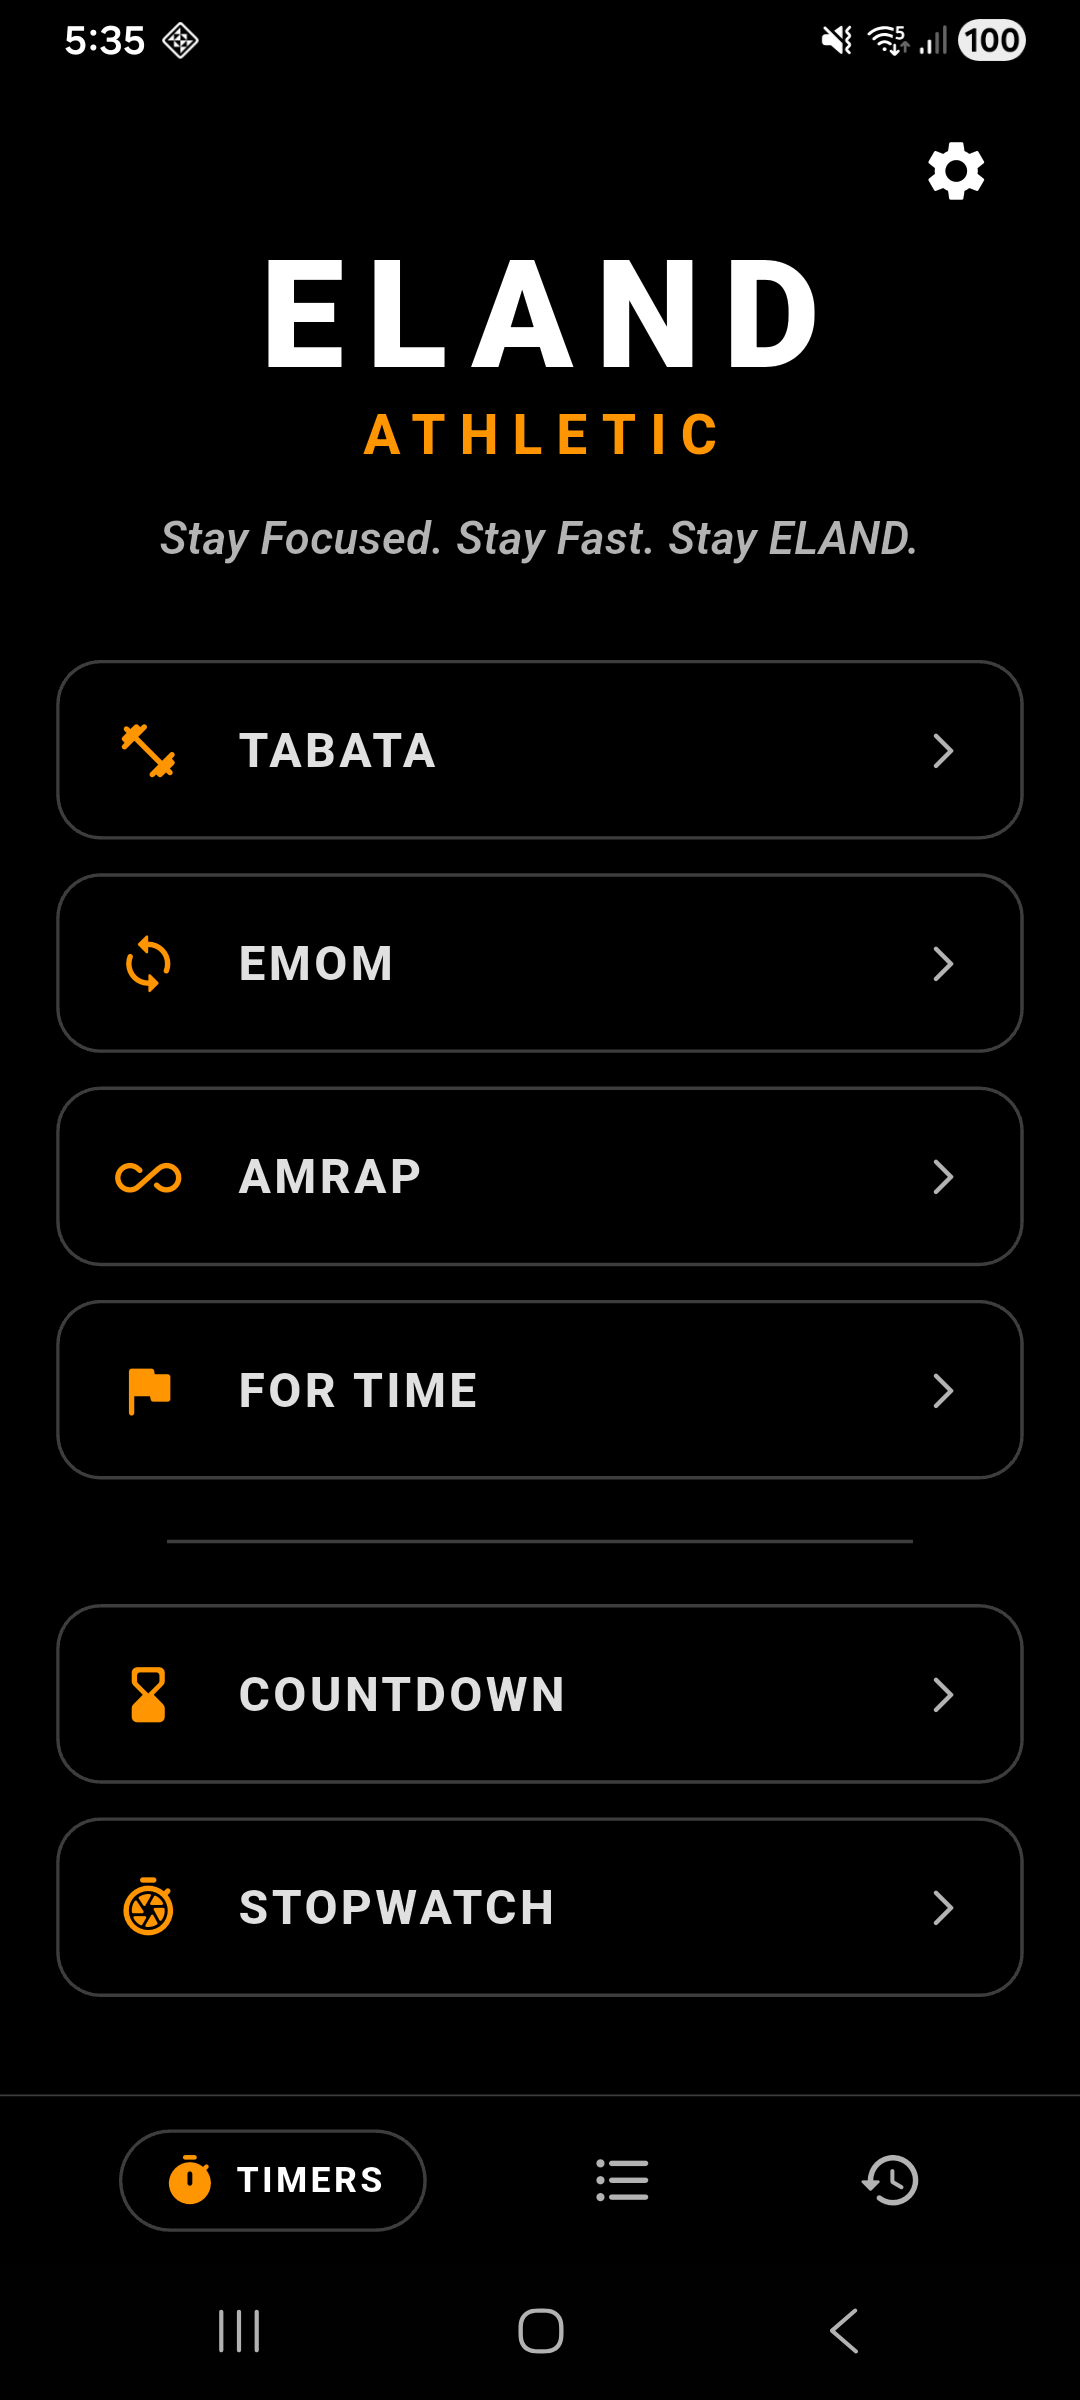 5:35
5
100
ELAND
ATHLETIC
Stay Focused. Stay Fast. Stay ELAND.
TABATA
EMOM
AMRAP
FOR TIME
COUNTDOWN
STOPWATCH
TIMERS